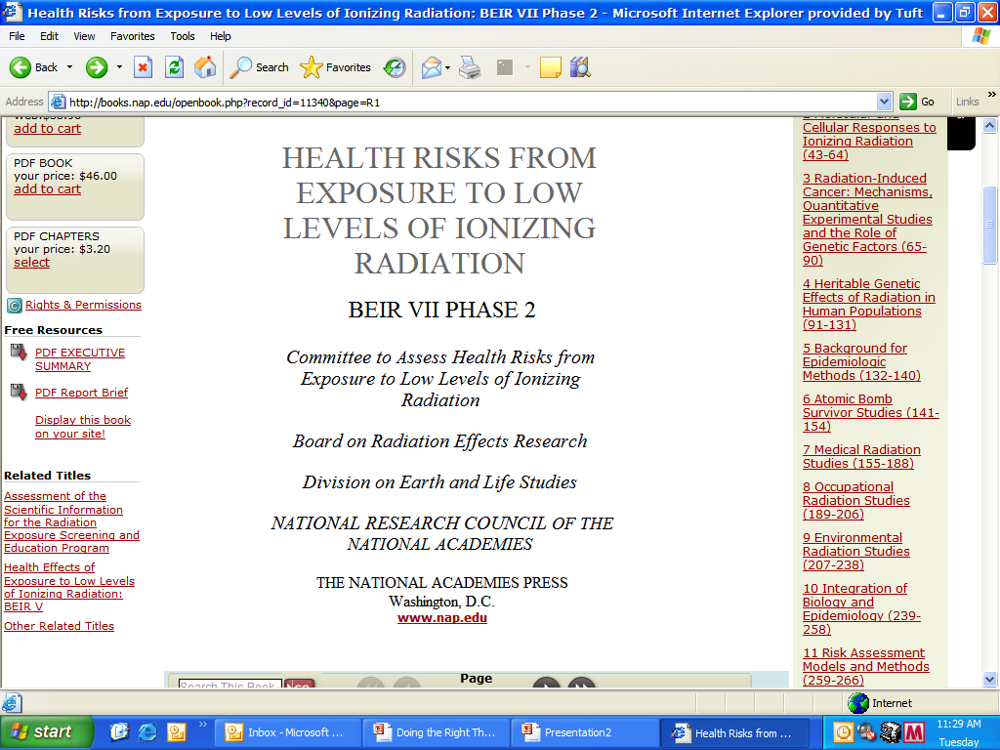 Health Risks from Exposure to Low Levels of Ionizing Radiation: BEIR VII Phase 2 - Microsoft Internet Explorer provided by Tuft
File Edit View Favorites Tools Help
Back Search Favorites
Address http://books.nap.edu/openbook.php?record_id=11340&page=R1 Go Links »
add to cart
PDF BOOK
your price: $46.00
add to cart
PDF CHAPTERS
your price: $3.20
select
Rights & Permissions
Free Resources
PDF EXECUTIVE
SUMMARY
PDF Report Brief
Display this book
on your site!
Related Titles
Assessment of the
Scientific Information
for the Radiation
Exposure Screening and
Education Program
Health Effects of
Exposure to Low Levels
of Ionizing Radiation:
BEIR V
Other Related Titles
HEALTH RISKS FROM
EXPOSURE TO LOW
LEVELS OF IONIZING
RADIATION
BEIR VII PHASE 2
Committee to Assess Health Risks from
Exposure to Low Levels of Ionizing
Radiation
Board on Radiation Effects Research
Division on Earth and Life Studies
NATIONAL RESEARCH COUNCIL OF THE
NATIONAL ACADEMIES
THE NATIONAL ACADEMIES PRESS
Washington, D.C.
www.nap.edu
Search This Book
Page
2 Molecular and
Cellular Responses to
Ionizing Radiation
(43-64)
3 Radiation-Induced
Cancer: Mechanisms,
Quantitative
Experimental Studies
and the Role of
Genetic Factors (65-
90)
4 Heritable Genetic
Effects of Radiation in
Human Populations
(91-131)
5 Background for
Epidemiologic
Methods (132-140)
6 Atomic Bomb
Survivor Studies (141-
154)
7 Medical Radiation
Studies (155-188)
8 Occupational
Radiation Studies
(189-206)
9 Environmental
Radiation Studies
(207-238)
10 Integration of
Biology and
Epidemiology (239-
258)
11 Risk Assessment
Models and Methods
(259-266)
Internet
start » Inbox - Microsoft ... Doing the Right Th... Presentation2 Health Risks from ... 11:29 AM
Tuesday